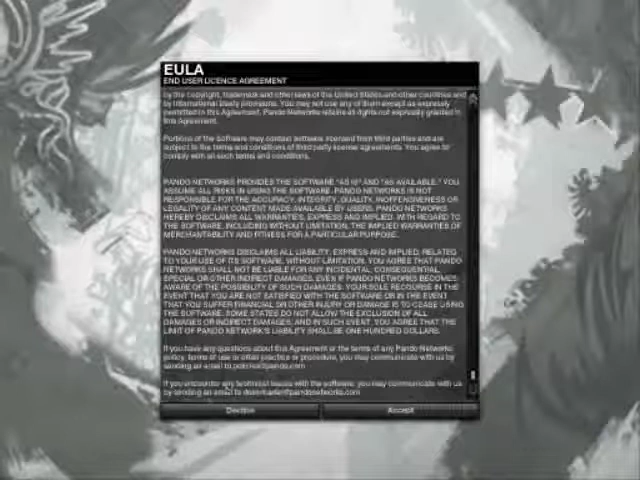 EULA
END USER LICENCE AGREEMENT
by the copyright, trademark and other laws of the United States and other countries and
by international treaty provisions. You may not use any of them except as expressly
permitted in this Agreement. Pando Networks retains all rights not expressly granted in
this Agreement.
Portions of the Software may contain software licensed from third parties and are
subject to the terms and conditions of third party license agreements. You agree to
comply with all such terms and conditions.
PANDO NETWORKS PROVIDES THE SOFTWARE "AS IS" AND "AS AVAILABLE." YOU
ASSUME ALL RISKS IN USING THE SOFTWARE. PANDO NETWORKS IS NOT
RESPONSIBLE FOR THE ACCURACY, INTEGRITY, QUALITY, INOFFENSIVENESS OR
LEGALITY OF ANY CONTENT MADE AVAILABLE BY USERS. PANDO NETWORKS
HEREBY DISCLAIMS ALL WARRANTIES, EXPRESS AND IMPLIED, WITH REGARD TO
THE SOFTWARE, INCLUDING WITHOUT LIMITATION, THE IMPLIED WARRANTIES OF
MERCHANTABILITY AND FITNESS FOR A PARTICULAR PURPOSE.
PANDO NETWORKS DISCLAIMS ALL LIABILITY, EXPRESS AND IMPLIED, RELATED
TO YOUR USE OF ITS SOFTWARE. WITHOUT LIMITATION, YOU AGREE THAT PANDO
NETWORKS SHALL NOT BE LIABLE FOR ANY INCIDENTAL, CONSEQUENTIAL,
SPECIAL OR OTHER INDIRECT DAMAGES, EVEN IF PANDO NETWORKS BECOMES
AWARE OF THE POSSIBILITY OF SUCH DAMAGES. YOUR SOLE RECOURSE IN THE
EVENT THAT YOU ARE NOT SATISFIED WITH THE SOFTWARE OR IN THE EVENT
THAT YOU SUFFER FINANCIAL OR OTHER INJURY OR DAMAGE IS TO CEASE USING
THE SOFTWARE. SOME STATES DO NOT ALLOW THE EXCLUSION OF ALL
DAMAGES OR INDIRECT DAMAGES, AND IN SUCH EVENT, YOU AGREE THAT THE
LIMIT OF PANDO NETWORK'S LIABILITY SHALL BE ONE HUNDRED DOLLARS.
If you have any questions about this Agreement or the terms of any Pando Networks
policy, terms of use or other practice or procedure, you may communicate with us by
sending an email to
If you encounter any technical issues with the software, you may communicate with us
by sending an email to
Decline
Accept